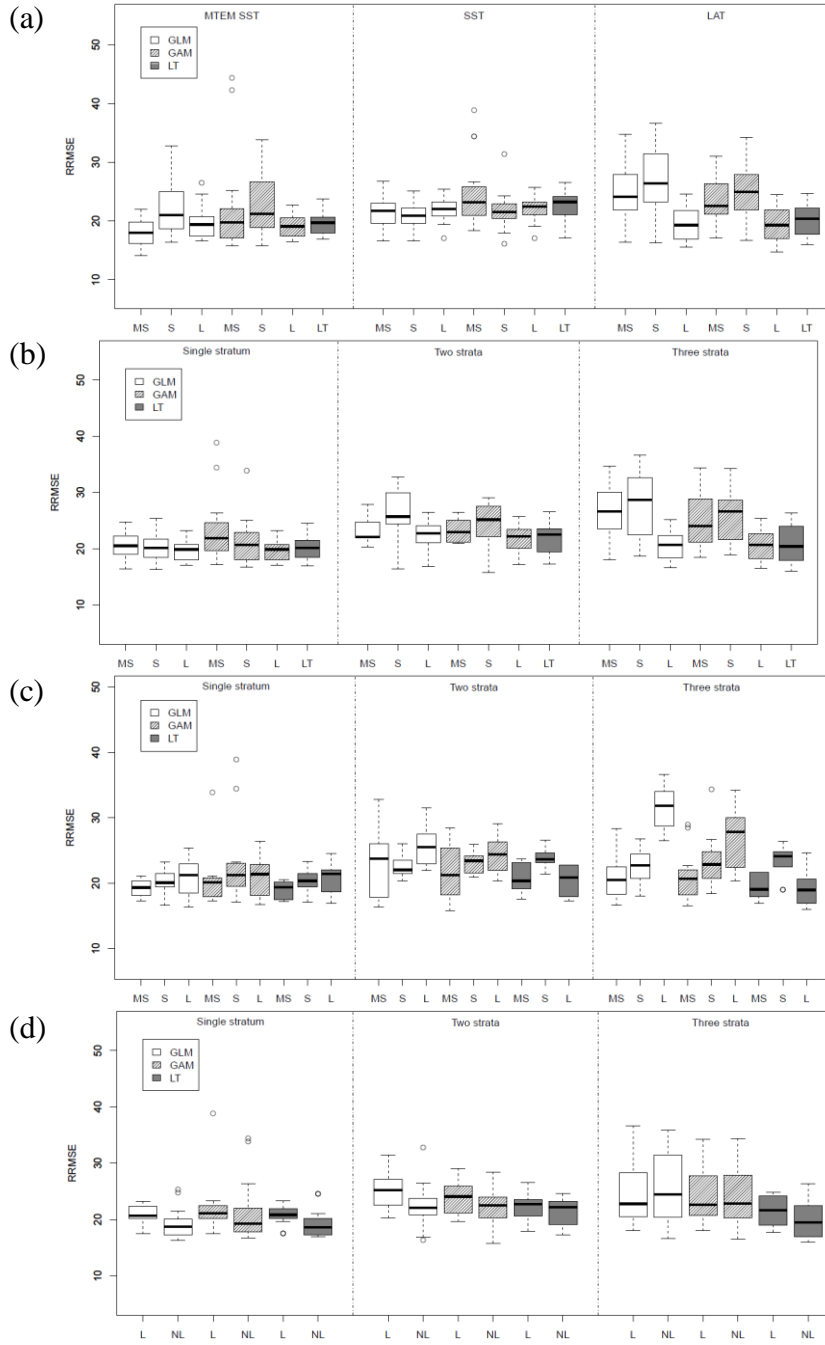 (a)
MTEM SST SST LAT
GLM
GAM
LT
RRMSE
50
40
30
20
10
MS S L MS S L LT MS S L MS S L LT MS S L MS S L LT
(b)
Single stratum Two strata Three strata
GLM
GAM
LT
RRMSE
50
40
30
20
10
MS S L MS S L LT MS S L MS S L LT MS S L MS S L LT
(c)
Single stratum Two strata Three strata
GLM
GAM
LT
RRMSE
50
40
30
20
10
MS S L MS S L MS S L MS S L MS S L MS S L MS S L MS S L MS S L
(d)
Single stratum Two strata Three strata
GLM
GAM
LT
RRMSE
50
40
30
20
10
L NL L NL L NL L NL L NL L NL L NL L NL L NL